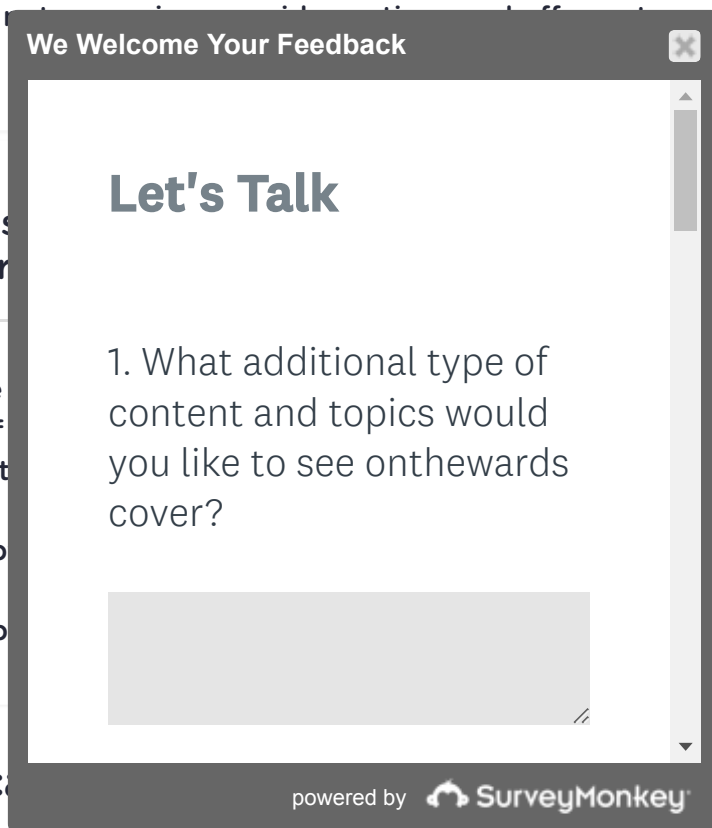 We Welcome Your Feedback
Let's Talk
1. What additional type of
content and topics would
you like to see onthewards
cover?
powered by SurveyMonkey